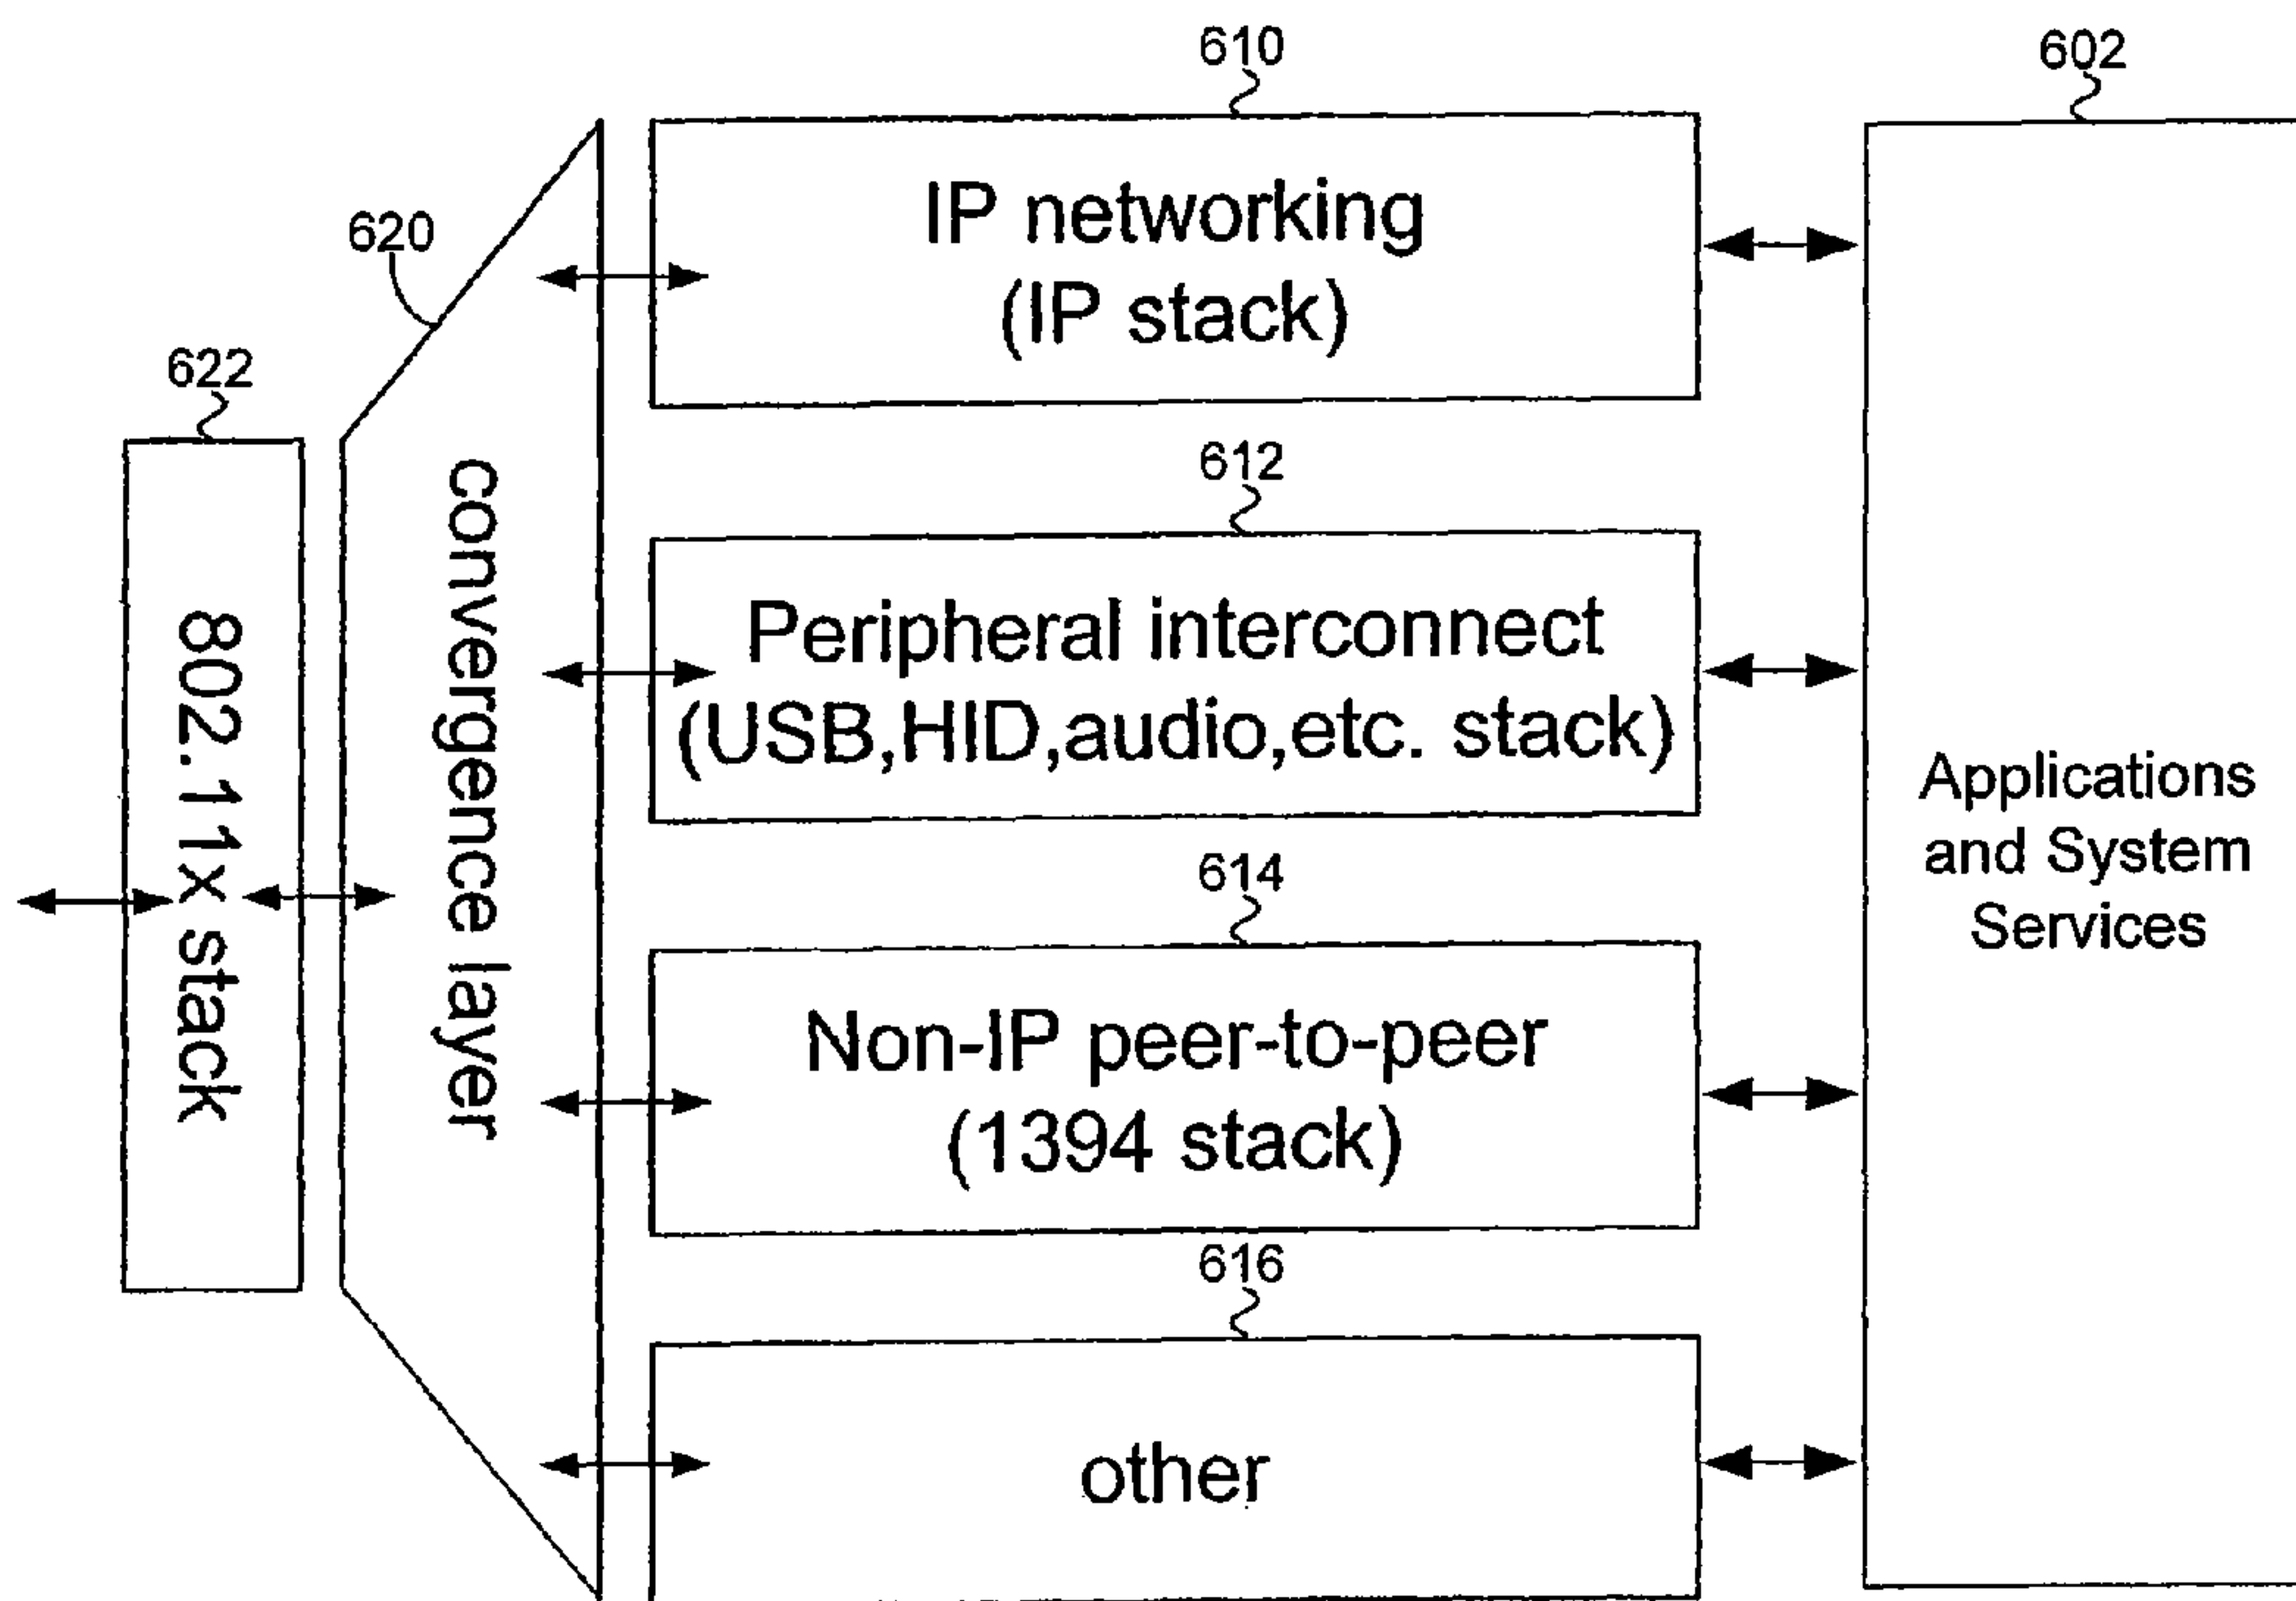 610
602
IP networking
(IP stack)
620
622
612
convergence layer
802.11x stack
Peripheral interconnect
(USB,HID,audio,etc. stack)
Applications
and System
Services
614
Non-IP peer-to-peer
(1394 stack)
616
other